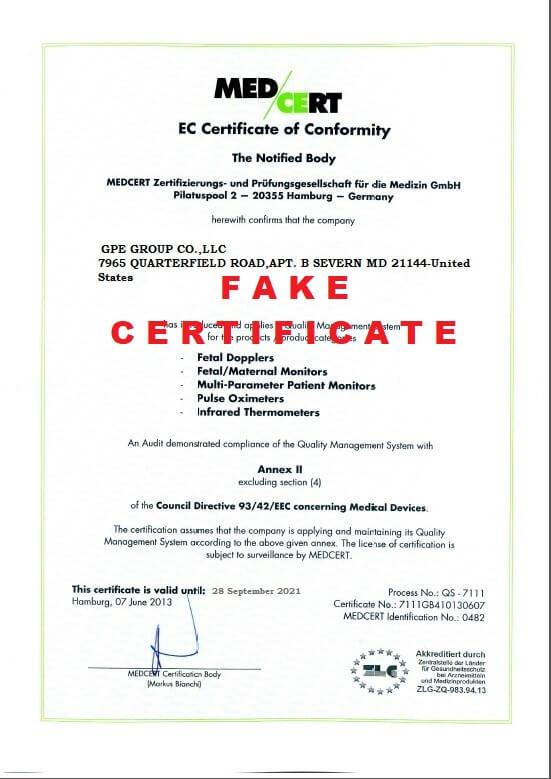 MED/CERT
EC Certificate of Conformity
The Notified Body
MEDCERT Zertifizierungs- und Prüfungsgesellschaft für die Medizin GmbH
Pilatuspool 2 – 20355 Hamburg – Germany
herewith confirms that the company
GPE GROUP CO.,LLC
7965 QUARTERFIELD ROAD,APT. B SEVERN MD 21144-United
States
FAKE
CERTIFICATE
has introduced and applies a Quality Management System
for the products / product categories
- Fetal Dopplers
- Fetal/Maternal Monitors
- Multi-Parameter Patient Monitors
- Pulse Oximeters
- Infrared Thermometers
An Audit demonstrated compliance of the Quality Management System with
Annex II
excluding section (4)
of the Council Directive 93/42/EEC concerning Medical Devices.
The certification assumes that the company is applying and maintaining its Quality
Management System according to the above given annex. The license of certification is
subject to surveillance by MEDCERT.
This certificate is valid until: 28 September 2021
Hamburg, 07 June 2013
Process No.: QS - 7111
Certificate No.: 7111GB410130607
MEDCERT Identification No.: 0482
MEDCERT Certification Body
(Markus Bianchi)
ZLG
Akkreditiert durch
Zentralstelle der Länder
für Gesundheitsschutz
bei Arzneimitteln
und Medizinprodukten
ZLG-ZQ-983.94.13